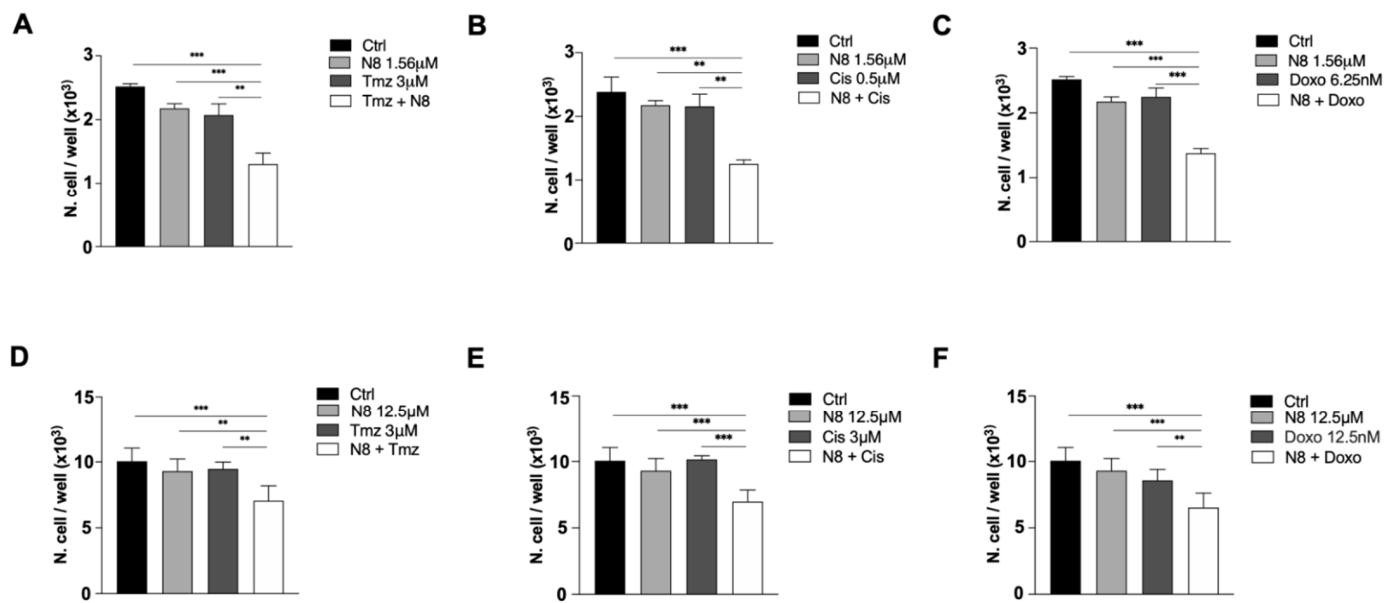 A
N. cell / well (x10³)
3
2
1
0
***
***
**
Ctrl
N8 1.56µM
Tmz 3µM
Tmz + N8
B
N. cell / well (x10³)
3
2
1
0
***
**
**
Ctrl
N8 1.56µM
Cis 0.5µM
N8 + Cis
C
N. cell / well (x10³)
3
2
1
0
***
***
***
Ctrl
N8 1.56µM
Doxo 6.25nM
N8 + Doxo
D
N. cell / well (x10³)
15
10
5
0
***
**
**
Ctrl
N8 12.5µM
Tmz 3µM
N8 + Tmz
E
N. cell / well (x10³)
15
10
5
0
***
***
***
Ctrl
N8 12.5µM
Cis 3µM
N8 + Cis
F
N. cell / well (x10³)
15
10
5
0
***
***
**
Ctrl
N8 12.5µM
Doxo 12.5nM
N8 + Doxo